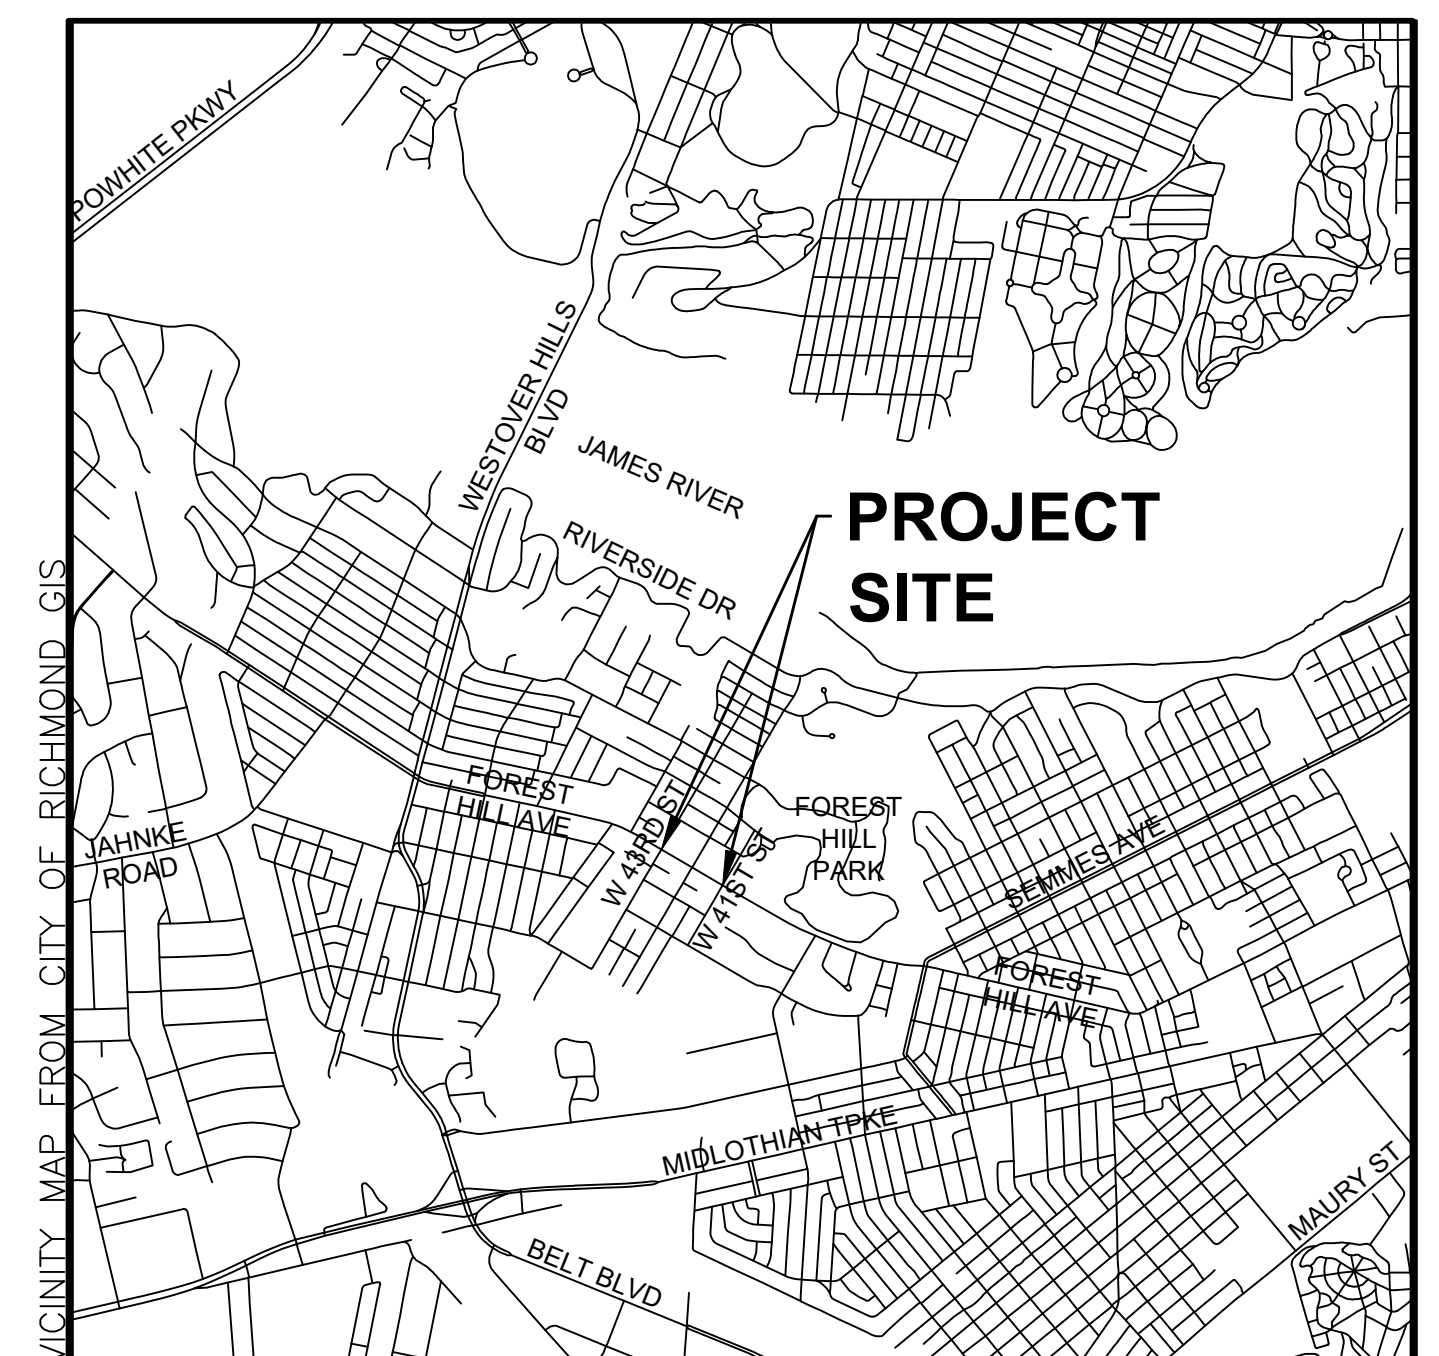 POWHITE PKWY
WESTOVER HILLS
BLVD
JAMES RIVER
RIVERSIDE DR
PROJECT
SITE
VICINITY MAP FROM CITY OF RICHMOND GIS
FOREST
HILL AVE
W 43RD ST
W 41ST ST
FOREST
HILL
PARK
SEMMES AVE
JAHNKE
ROAD
FOREST
HILL AVE
MIDLOTHIAN TPKE
MAURY ST
BELT BLVD